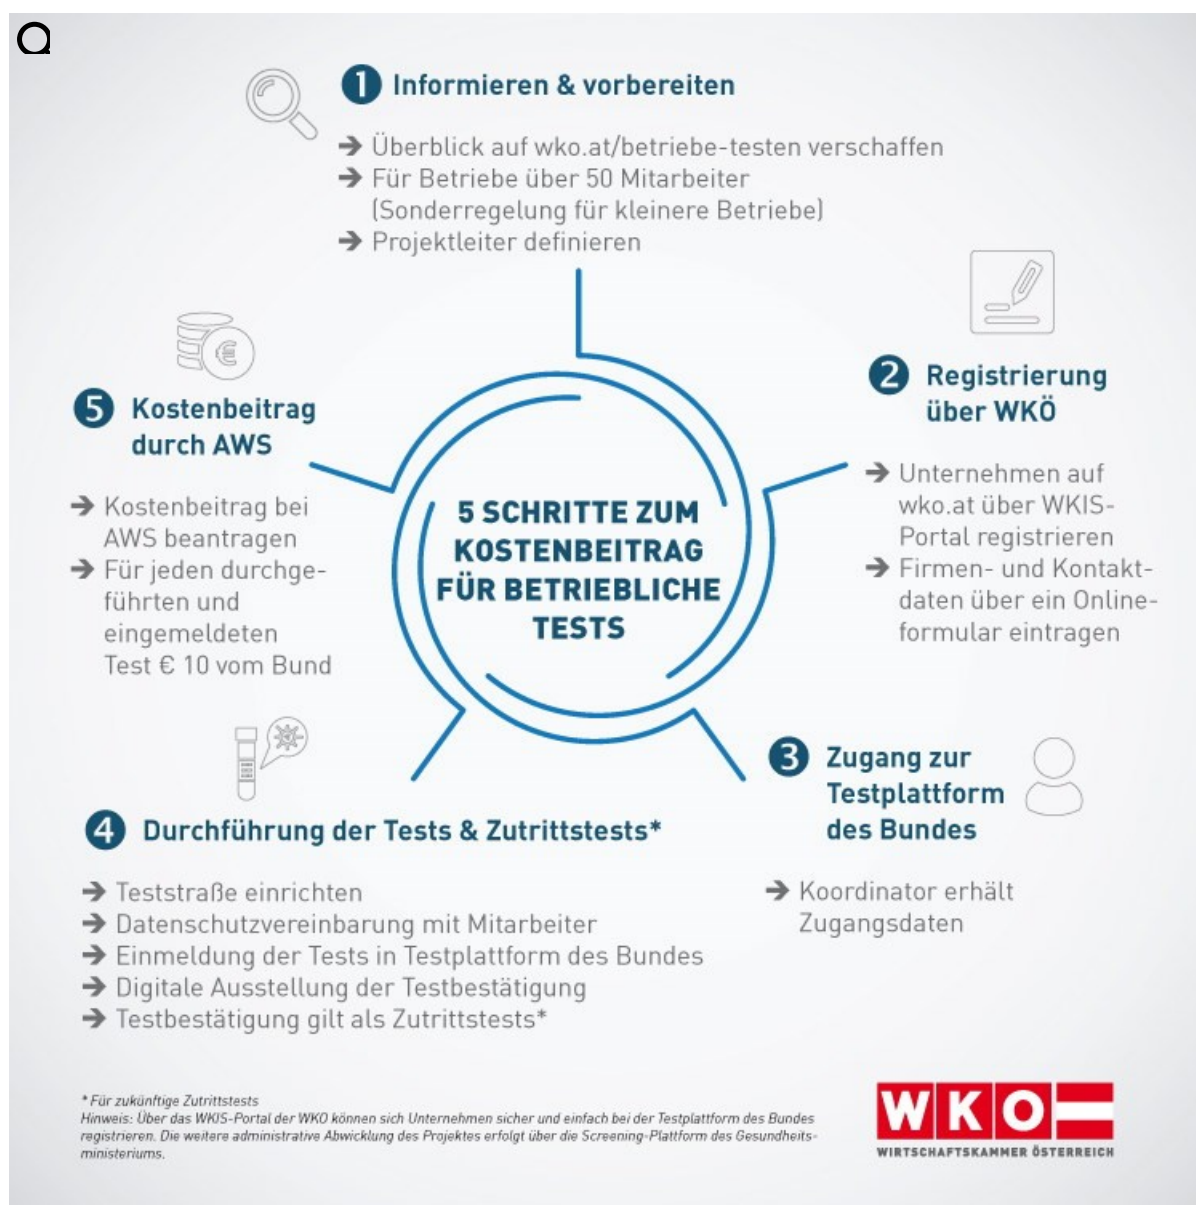 1 Informieren & vorbereiten
➔ Überblick auf wko.at/betriebe-testen verschaffen
➔ Für Betriebe über 50 Mitarbeiter
(Sonderregelung für kleinere Betriebe)
➔ Projektleiter definieren
2 Registrierung
über WKÖ
➔ Unternehmen auf
wko.at über WKIS-
Portal registrieren
➔ Firmen- und Kontakt-
daten über ein Online-
formular eintragen
5 SCHRITTE ZUM
KOSTENBEITRAG
FÜR BETRIEBLICHE
TESTS
3 Zugang zur
Testplattform
des Bundes
➔ Koordinator erhält
Zugangsdaten
4 Durchführung der Tests & Zutrittstests*
➔ Teststraße einrichten
➔ Datenschutzvereinbarung mit Mitarbeiter
➔ Einmeldung der Tests in Testplattform des Bundes
➔ Digitale Ausstellung der Testbestätigung
➔ Testbestätigung gilt als Zutrittstests*
5 Kostenbeitrag
durch AWS
➔ Kostenbeitrag bei
AWS beantragen
➔ Für jeden durchge-
führten und
eingemeldeten
Test € 10 vom Bund
* Für zukünftige Zutrittstests
Hinweis: Über das WKIS-Portal der WKO können sich Unternehmen sicher und einfach bei der Testplattform des Bundes
registrieren. Die weitere administrative Abwicklung des Projektes erfolgt über die Screening-Plattform des Gesundheits-
ministeriums.
WKO
WIRTSCHAFTSKAMMER ÖSTERREICH